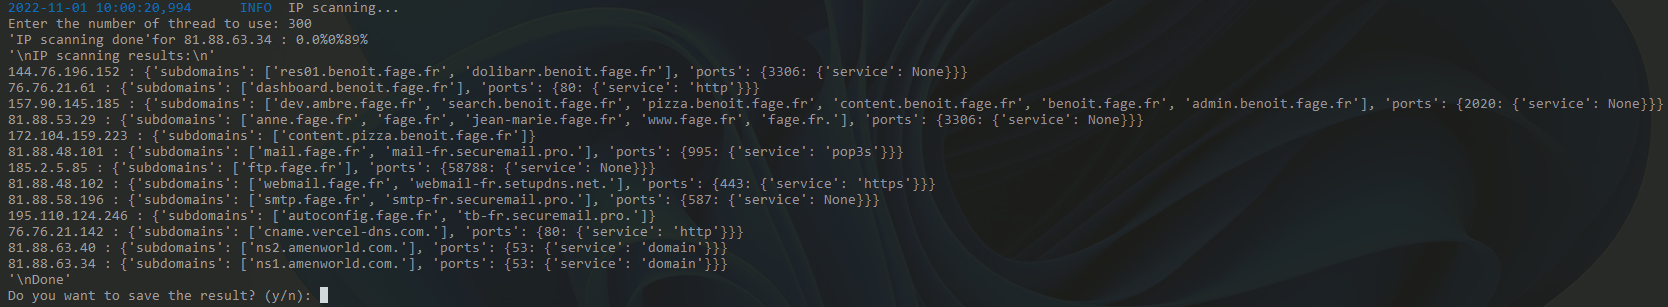 2022-11-01 10:00:20,994      INFO  IP scanning...
Enter the number of thread to use: 300
'IP scanning done'for 81.88.63.34 : 0.0%0%89%
'\nIP scanning results:\n'
144.76.196.152 : {'subdomains': ['res01.benoit.fage.fr', 'dolibarr.benoit.fage.fr'], 'ports': {3306: {'service': None}}}
76.76.21.61 : {'subdomains': ['dashboard.benoit.fage.fr'], 'ports': {80: {'service': 'http'}}}
157.90.145.185 : {'subdomains': ['dev.ambre.fage.fr', 'search.benoit.fage.fr', 'pizza.benoit.fage.fr', 'content.benoit.fage.fr', 'benoit.fage.fr', 'admin.benoit.fage.fr'], 'ports': {2020: {'service': None}}}
81.88.53.29 : {'subdomains': ['anne.fage.fr', 'fage.fr', 'jean-marie.fage.fr', 'www.fage.fr', 'fage.fr.'], 'ports': {3306: {'service': None}}}
172.104.159.223 : {'subdomains': ['content.pizza.benoit.fage.fr']}
81.88.48.101 : {'subdomains': ['mail.fage.fr', 'mail-fr.securemail.pro.'], 'ports': {995: {'service': 'pop3s'}}}
185.2.5.85 : {'subdomains': ['ftp.fage.fr'], 'ports': {58788: {'service': None}}}
81.88.48.102 : {'subdomains': ['webmail.fage.fr', 'webmail-fr.setupdns.net.'], 'ports': {443: {'service': 'https'}}}
81.88.58.196 : {'subdomains': ['smtp.fage.fr', 'smtp-fr.securemail.pro.'], 'ports': {587: {'service': None}}}
195.110.124.246 : {'subdomains': ['autoconfig.fage.fr', 'tb-fr.securemail.pro.']}
76.76.21.142 : {'subdomains': ['cname.vercel-dns.com.'], 'ports': {80: {'service': 'http'}}}
81.88.63.40 : {'subdomains': ['ns2.amenworld.com.'], 'ports': {53: {'service': 'domain'}}}
81.88.63.34 : {'subdomains': ['ns1.amenworld.com.'], 'ports': {53: {'service': 'domain'}}}
'\nDone'
Do you want to save the result? (y/n):